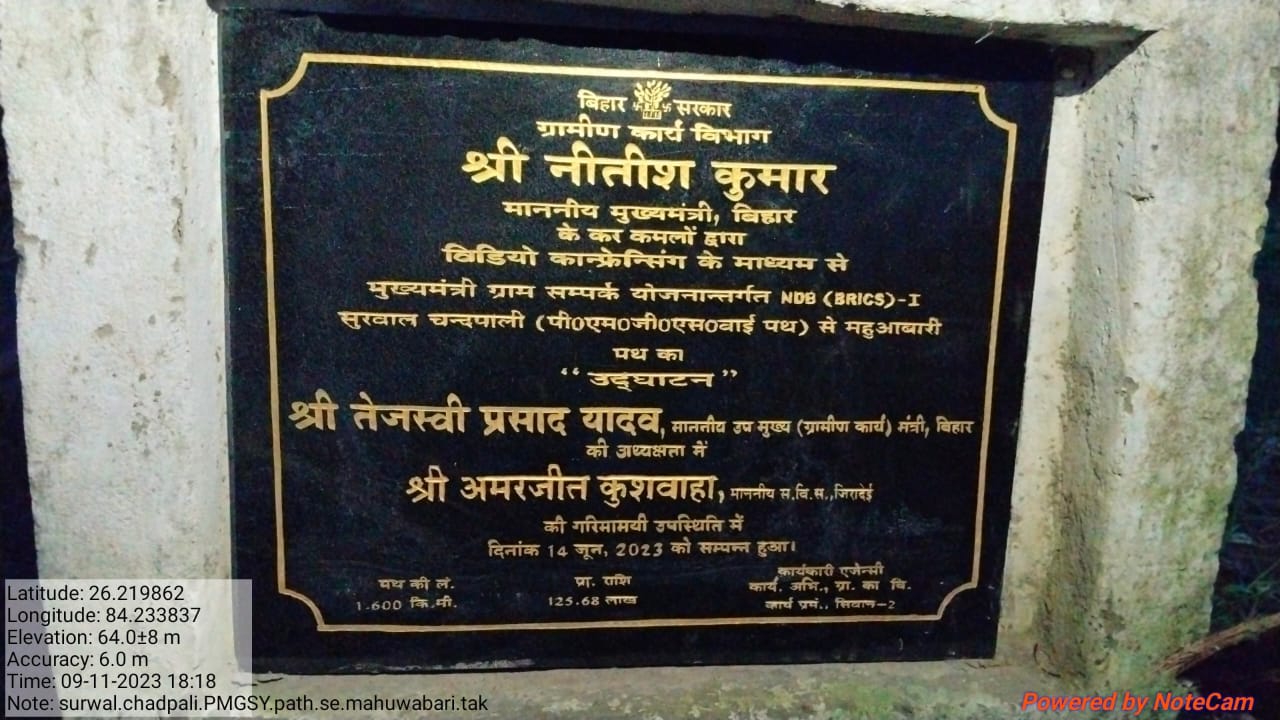 बिहार सरकार
ग्रामीण कार्य विभाग
श्री नीतीश कुमार
माननीय मुख्यमंत्री, बिहार
के कर कमलों द्वारा
विडियो कान्फ्रेन्सिंग के माध्यम से
मुख्यमंत्री ग्राम सम्पर्क योजनान्तर्गत NDB (BRICS)-I
सुरवाल चन्दपाली (पी0एम0जी0एस0वाई पथ) से महुआबारी
पथ का
“उद्घाटन”
श्री तेजस्वी प्रसाद यादव, माननीय उप मुख्य (ग्रामीण कार्य) मंत्री, बिहार
की अध्यक्षता में
श्री अमरजीत कुशवाहा, माननीय स.वि.स.,जिरादेई
की गरिमामयी उपस्थिति में
दिनांक 14 जून, 2023 को सम्पन्न हुआ।
पथ की लं. प्रा. राशि कार्यकारी एजेन्सी
1.600 कि.मी. 125.68 लाख कार्य. अभि., ग्रा. का वि.
कार्य प्रमं., सिवान-2
Latitude: 26.219862
Longitude: 84.233837
Elevation: 64.0±8 m
Accuracy: 6.0 m
Time: 09-11-2023 18:18
Note: surwal.chadpali.PMGSY.path.se.mahuwabari.tak
Powered by NoteCam